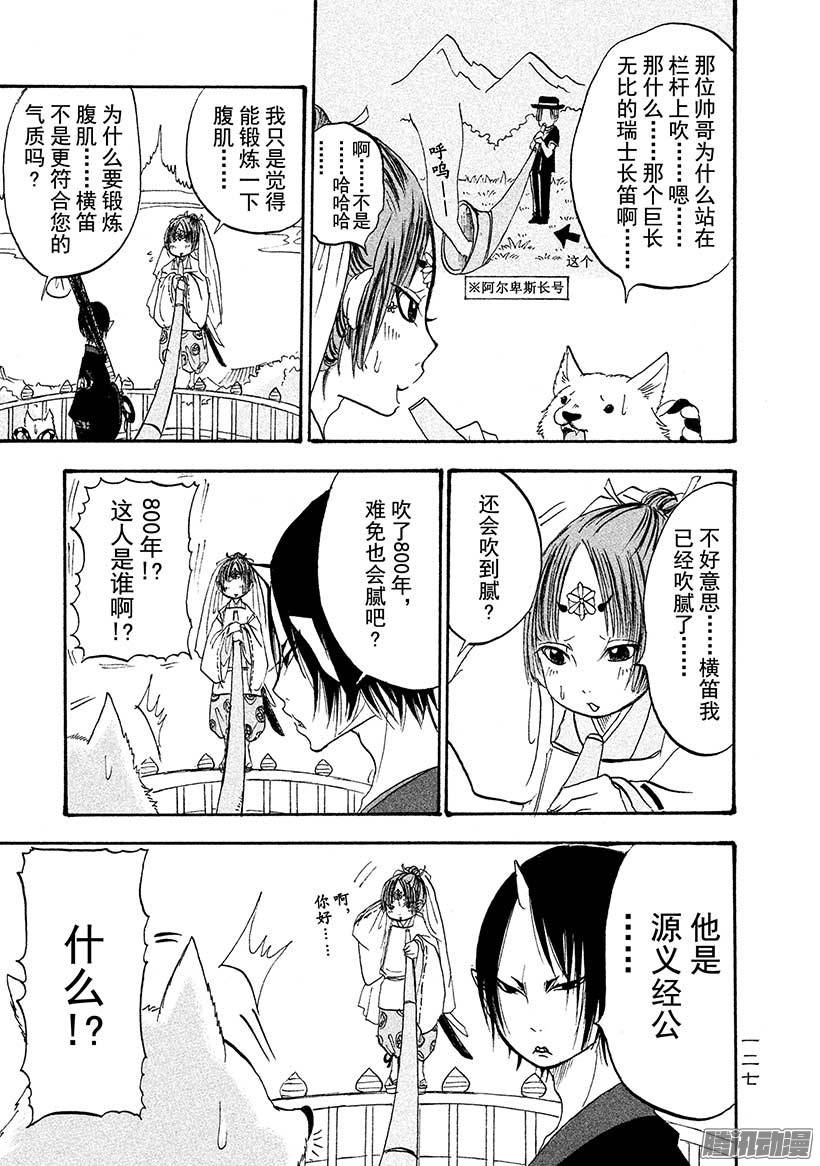 那位帅哥为什么站在
栏杆上吹……嗯……
那什么……那个巨长
无比的瑞士长笛啊……
呼呜—
这个
※阿尔卑斯长号
啊……不是
……哈哈哈
……
我只是觉得
能锻炼一下
腹肌……
为什么要锻炼
腹肌……横笛
不是更符合您的
气质吗？
不好意思……横笛我
已经吹腻了……
还会吹到腻？
吹了800年，
难免也会腻吧？
800年!?
这人是谁啊!?
他是
源义经公
……
啊，
你好……
什么!?
一二七
腾讯动漫